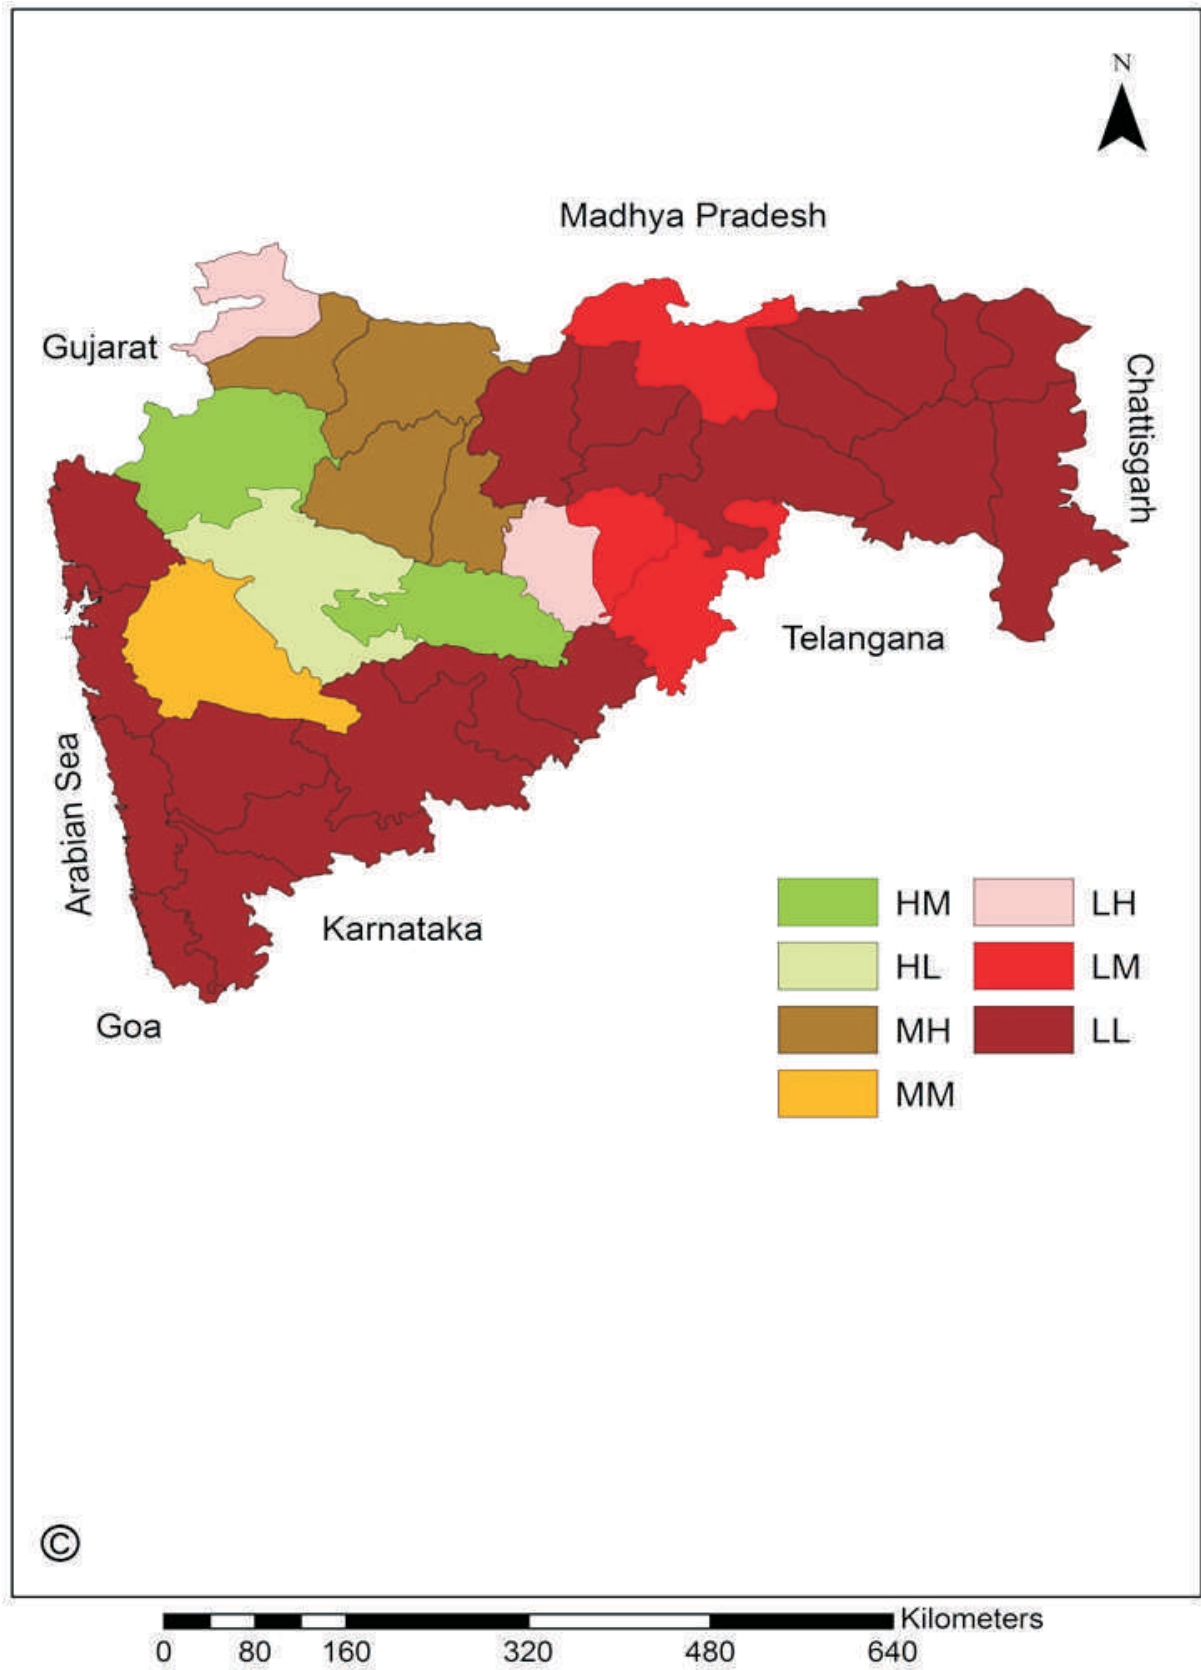 N
Madhya Pradesh
Gujarat
Chattisgarh
Telangana
Arabian Sea
Karnataka
Goa
HM LH
HL LM
MH LL
MM
©
Kilometers
0 80 160 320 480 640